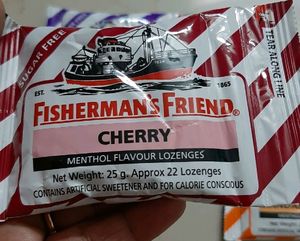 SUGAR FREE
TEAR ALONG LINE
EST. 1865
FISHERMAN'S FRIEND®
CHERRY
MENTHOL FLAVOUR LOZENGES
Net Weight: 25 g. Approx 22 Lozenges
CONTAINS ARTIFICIAL SWEETENER AND FOR CALORIE CONSCIOUS